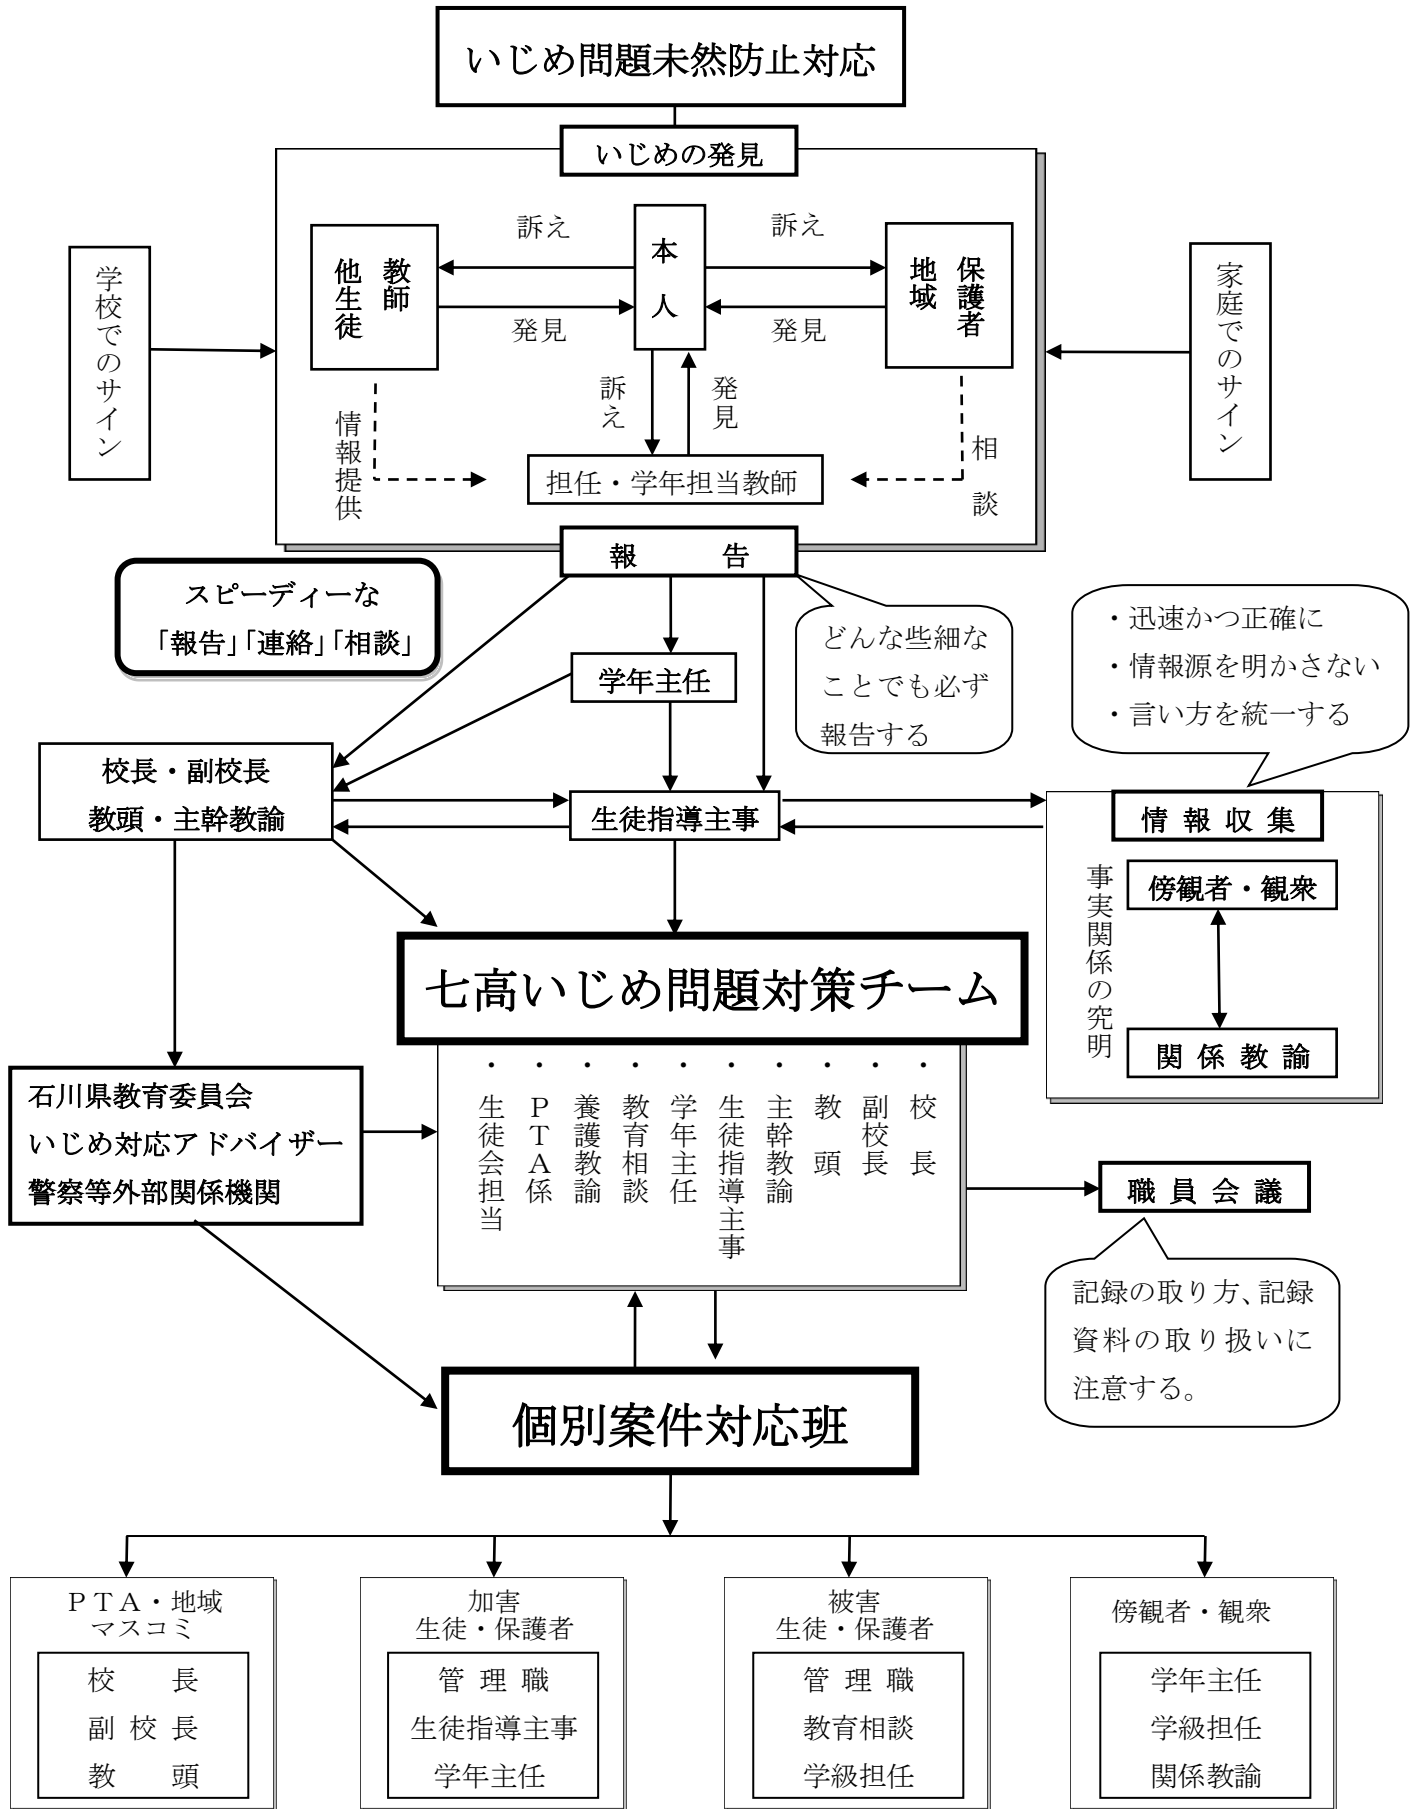 いじめ問題未然防止対応
いじめの発見
学校でのサイン
教師
他生徒
訴え
発見
本人
訴え
発見
保護者
地域
家庭でのサイン
訴え
発見
情報提供
担任・学年担当教師
相談
報 告
スピーディーな
「報告」「連絡」「相談」
どんな些細な
ことでも必ず
報告する
・迅速かつ正確に
・情報源を明かさない
・言い方を統一する
学年主任
校長・副校長
教頭・主幹教諭
生徒指導主事
情報収集
事実関係の究明
傍観者・観衆
関係教諭
七高いじめ問題対策チーム
・校 長
・副校長
・教 頭
・主幹教諭
・生徒指導主事
・学年主任
・教育相談
・養護教諭
・ＰＴＡ係
・生徒会担当
石川県教育委員会
いじめ対応アドバイザー
警察等外部関係機関
職員会議
記録の取り方、記録
資料の取り扱いに
注意する。
個別案件対応班
ＰＴＡ・地域
マスコミ
校 長
副校長
教 頭
加害
生徒・保護者
管理職
生徒指導主事
学年主任
被害
生徒・保護者
管理職
教育相談
学級担任
傍観者・観衆
学年主任
学級担任
関係教諭